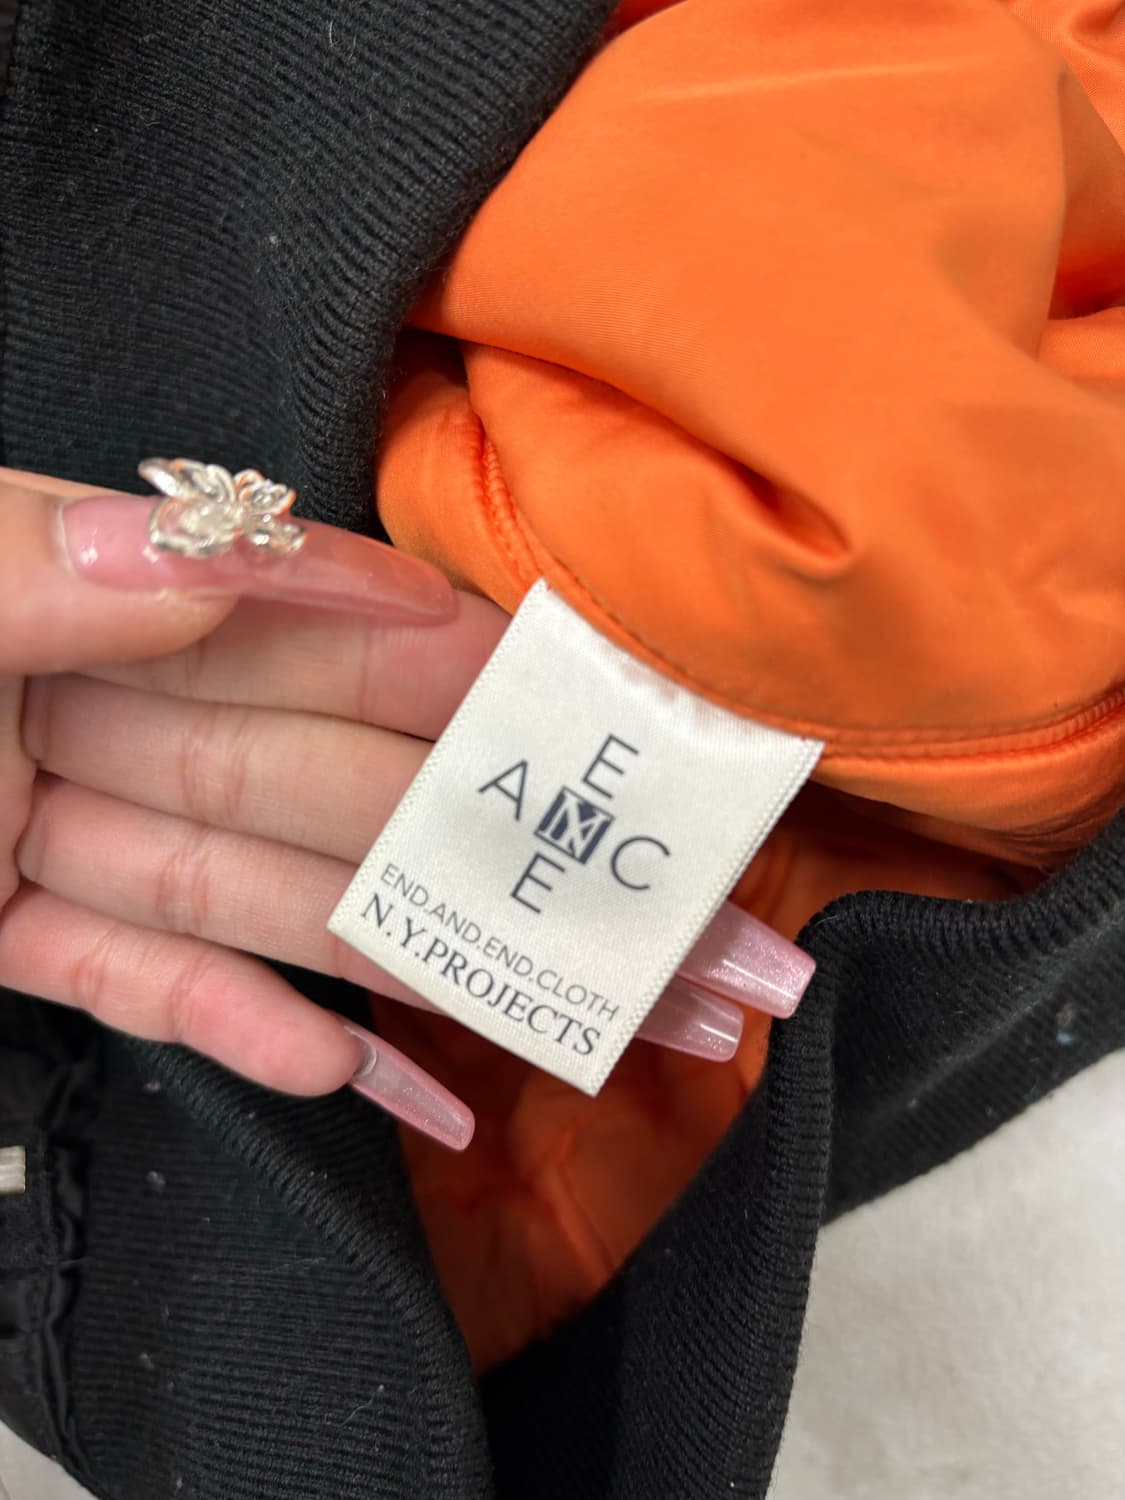 E
A N C
E
END.AND.END.CLOTH
N.Y.PROJECTS